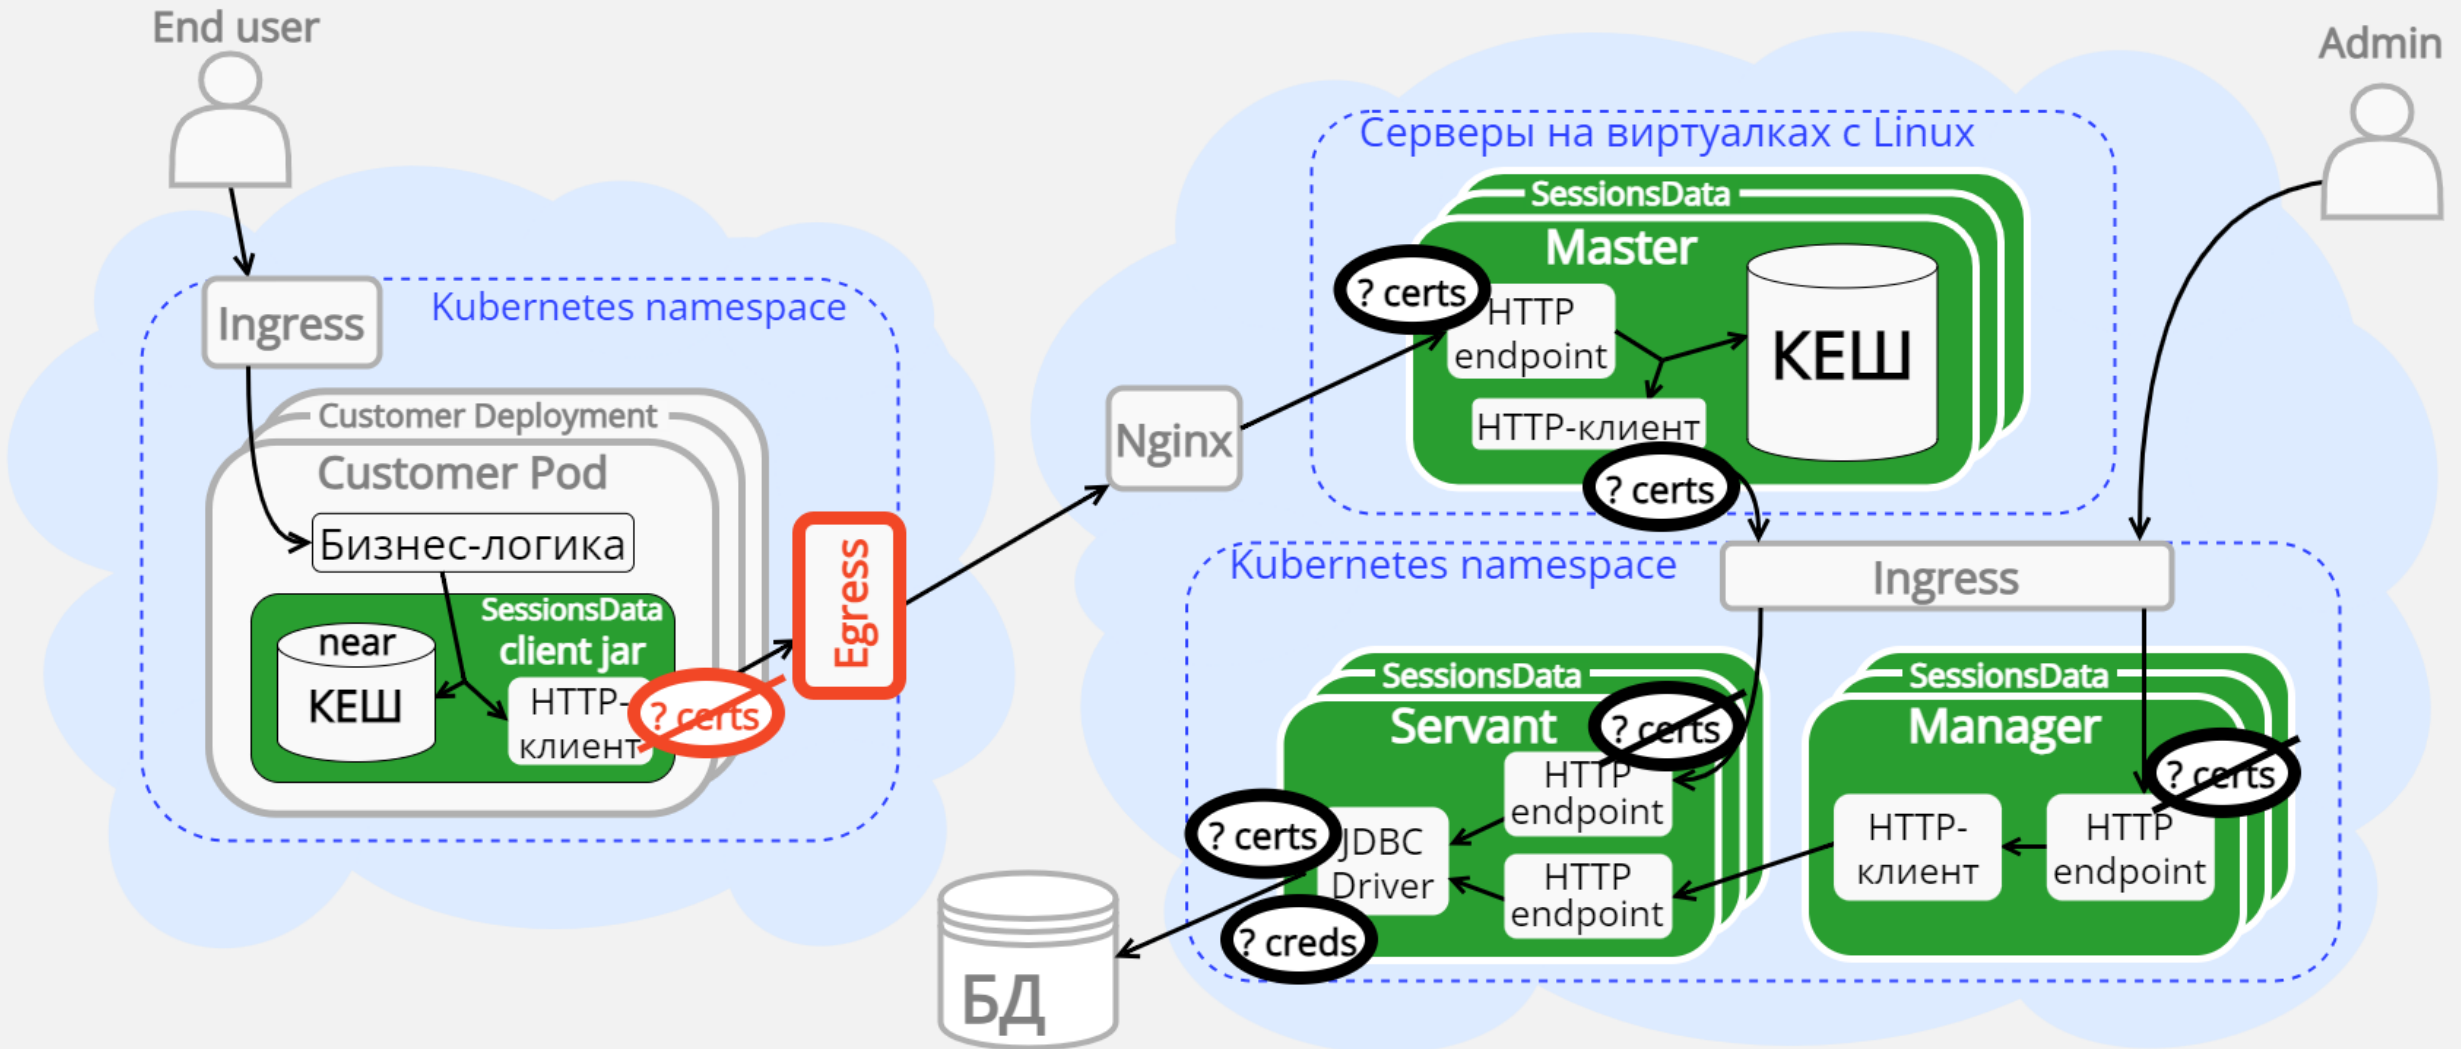 End user
Admin
Ingress
Kubernetes namespace
Customer Deployment
Customer Pod
Бизнес-логика
SessionsData
client jar
near
КЕШ
HTTP-
клиент
? certs
Egress
Nginx
Серверы на виртуалках с Linux
SessionsData
Master
? certs
HTTP
endpoint
КЕШ
HTTP-клиент
? certs
Kubernetes namespace
Ingress
SessionsData
Servant
? certs
HTTP
endpoint
? certs
JDBC
Driver
HTTP
endpoint
? creds
БД
SessionsData
Manager
? certs
HTTP-
клиент
HTTP
endpoint